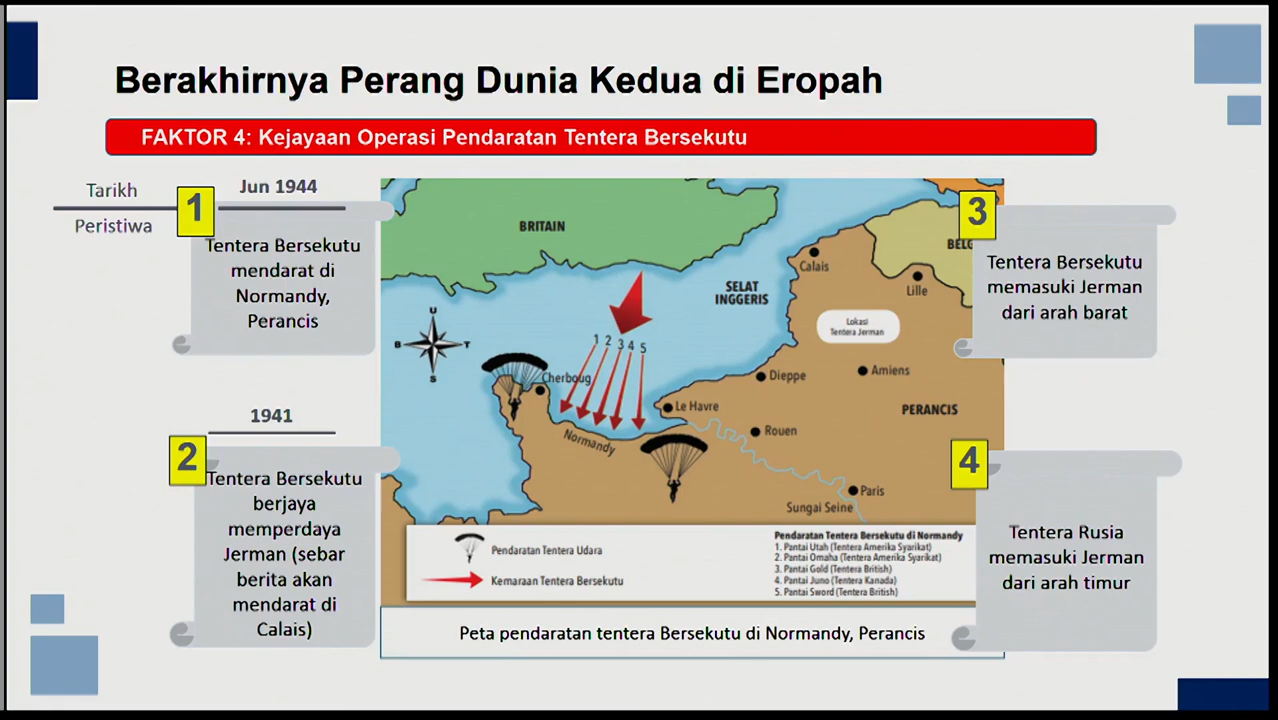 Berakhirnya Perang Dunia Kedua di Eropah
FAKTOR 4: Kejayaan Operasi Pendaratan Tentera Bersekutu
Tarikh
Peristiwa
1
Jun 1944
Tentera Bersekutu
mendarat di
Normandy,
Perancis
2
1941
Tentera Bersekutu
berjaya
memperdaya
Jerman (sebar
berita akan
mendarat di
Calais)
BRITAIN
SELAT
INGGERIS
Calais
BELG
Lille
Lokasi
Tentera Jerman
U
B
T
S
1 2 3 4 5
Cherboug
Normandy
Le Havre
Dieppe
Amiens
Rouen
PERANCIS
Paris
Sungai Seine
Pendaratan Tentera Udara
Kemaraan Tentera Bersekutu
Pendaratan Tentera Bersekutu di Normandy
1. Pantai Utah (Tentera Amerika Syarikat)
2. Pantai Omaha (Tentera Amerika Syarikat)
3. Pantai Gold (Tentera British)
4. Pantai Juno (Tentera Kanada)
5. Pantai Sword (Tentera British)
Peta pendaratan tentera Bersekutu di Normandy, Perancis
3
Tentera Bersekutu
memasuki Jerman
dari arah barat
4
Tentera Rusia
memasuki Jerman
dari arah timur